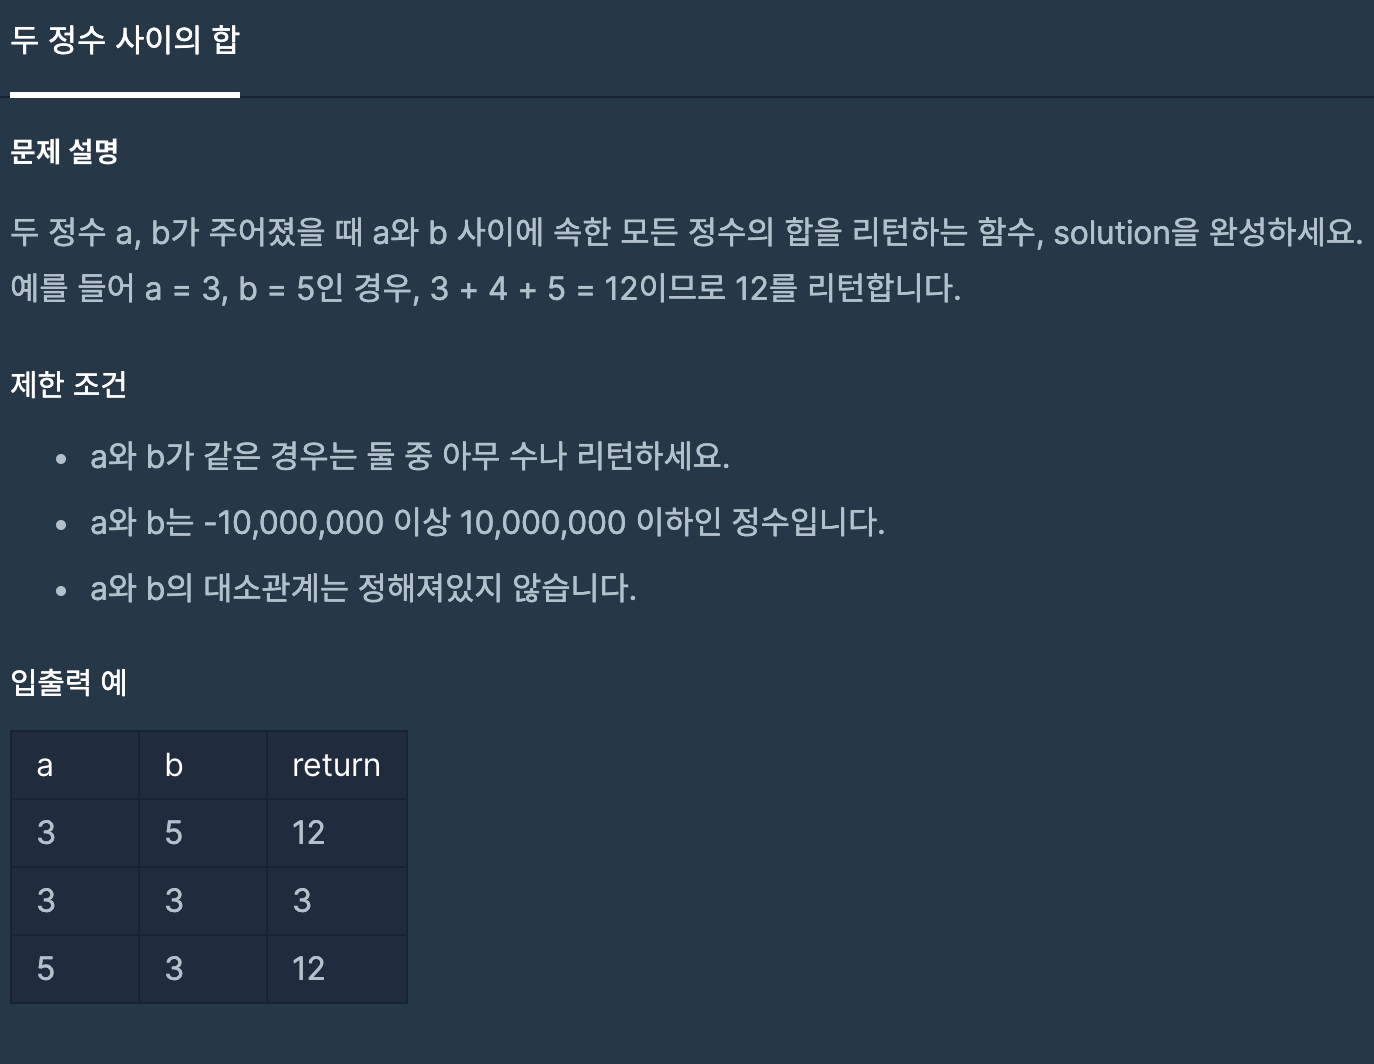 두 정수 사이의 합
문제 설명
두 정수 a, b가 주어졌을 때 a와 b 사이에 속한 모든 정수의 합을 리턴하는 함수, solution을 완성하세요.
예를 들어 a = 3, b = 5인 경우, 3 + 4 + 5 = 12이므로 12를 리턴합니다.
제한 조건
• a와 b가 같은 경우는 둘 중 아무 수나 리턴하세요.
• a와 b는 -10,000,000 이상 10,000,000 이하인 정수입니다.
• a와 b의 대소관계는 정해져있지 않습니다.
입출력 예
a b return
3 5 12
3 3 3
5 3 12